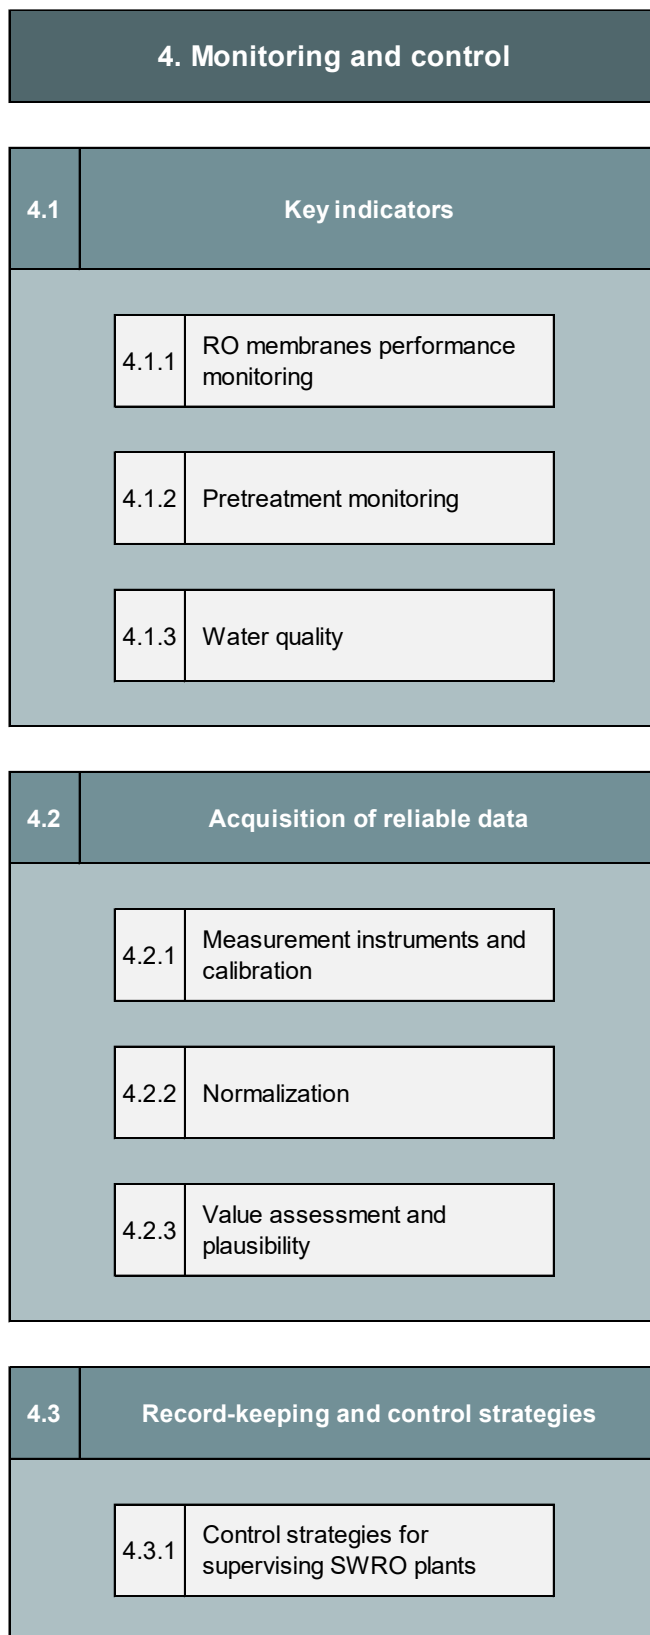 4. Monitoring and control
4.1 Key indicators
4.1.1 RO membranes performance
monitoring
4.1.2 Pretreatment monitoring
4.1.3 Water quality
4.2 Acquisition of reliable data
4.2.1 Measurement instruments and
calibration
4.2.2 Normalization
4.2.3 Value assessment and
plausibility
4.3 Record-keeping and control strategies
4.3.1 Control strategies for
supervising SWRO plants